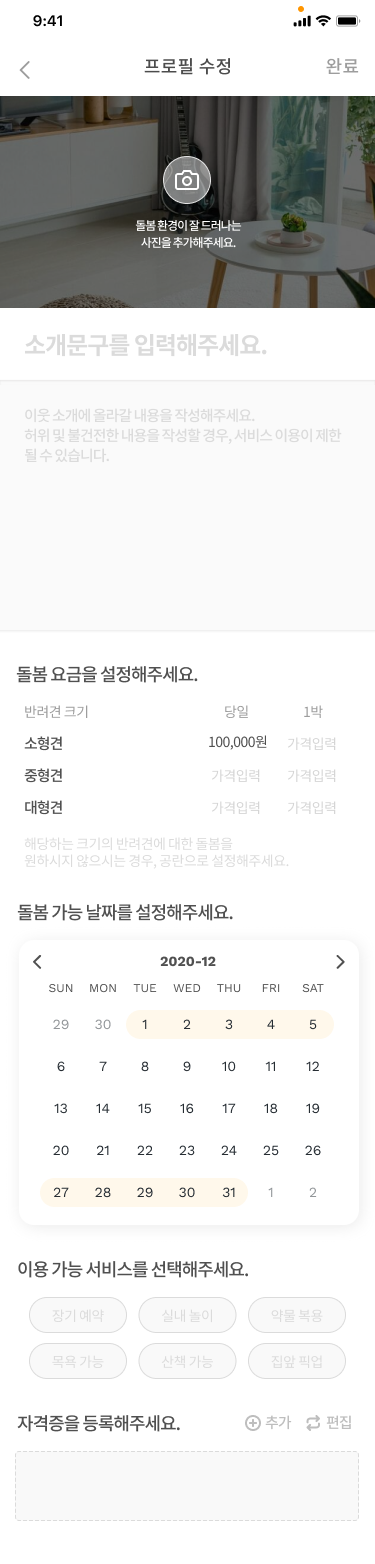 9:41
프로필 수정 완료
돌봄 환경이 잘 드러나는
사진을 추가해주세요.
소개문구를 입력해주세요.
이웃 소개에 올라갈 내용을 작성해주세요.
허위 및 불건전한 내용을 작성할 경우, 서비스 이용이 제한
될 수 있습니다.
돌봄 요금을 설정해주세요.
반려견 크기 당일 1박
소형견 100,000원 가격입력
중형견 가격입력 가격입력
대형견 가격입력 가격입력
해당하는 크기의 반려견에 대한 돌봄을
원하시지 않으시는 경우, 공란으로 설정해주세요.
돌봄 가능 날짜를 설정해주세요.
2020-12
SUN MON TUE WED THU FRI SAT
29 30 1 2 3 4 5
6 7 8 9 10 11 12
13 14 15 16 17 18 19
20 21 22 23 24 25 26
27 28 29 30 31 1 2
이용 가능 서비스를 선택해주세요.
장기 예약 실내 놀이 약물 복용
목욕 가능 산책 가능 집앞 픽업
자격증을 등록해주세요. 추가 편집